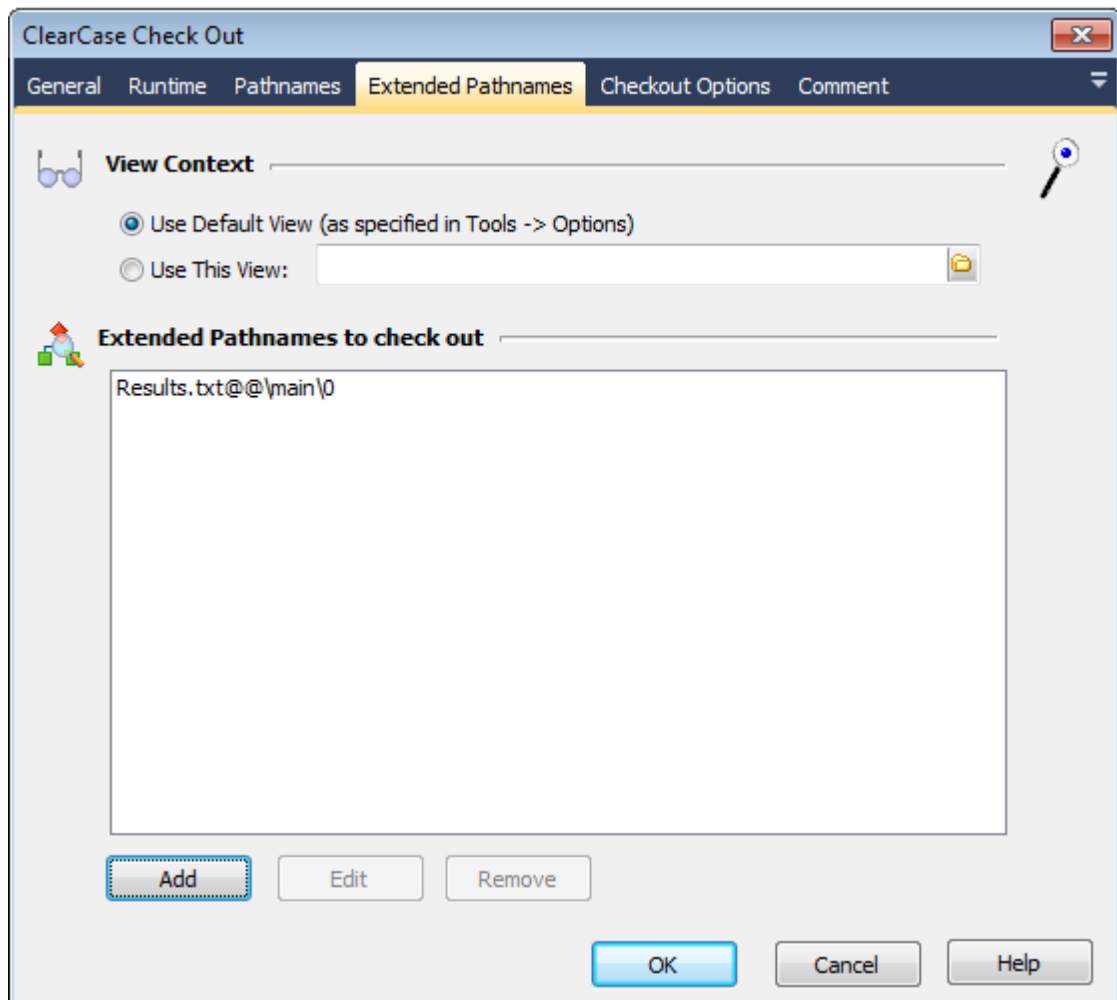 ClearCase Check Out
General Runtime Pathnames Extended Pathnames Checkout Options Comment
View Context
Use Default View (as specified in Tools -> Options)
Use This View:
Extended Pathnames to check out
Results.txt@@\main\0
Add Edit Remove
OK Cancel Help